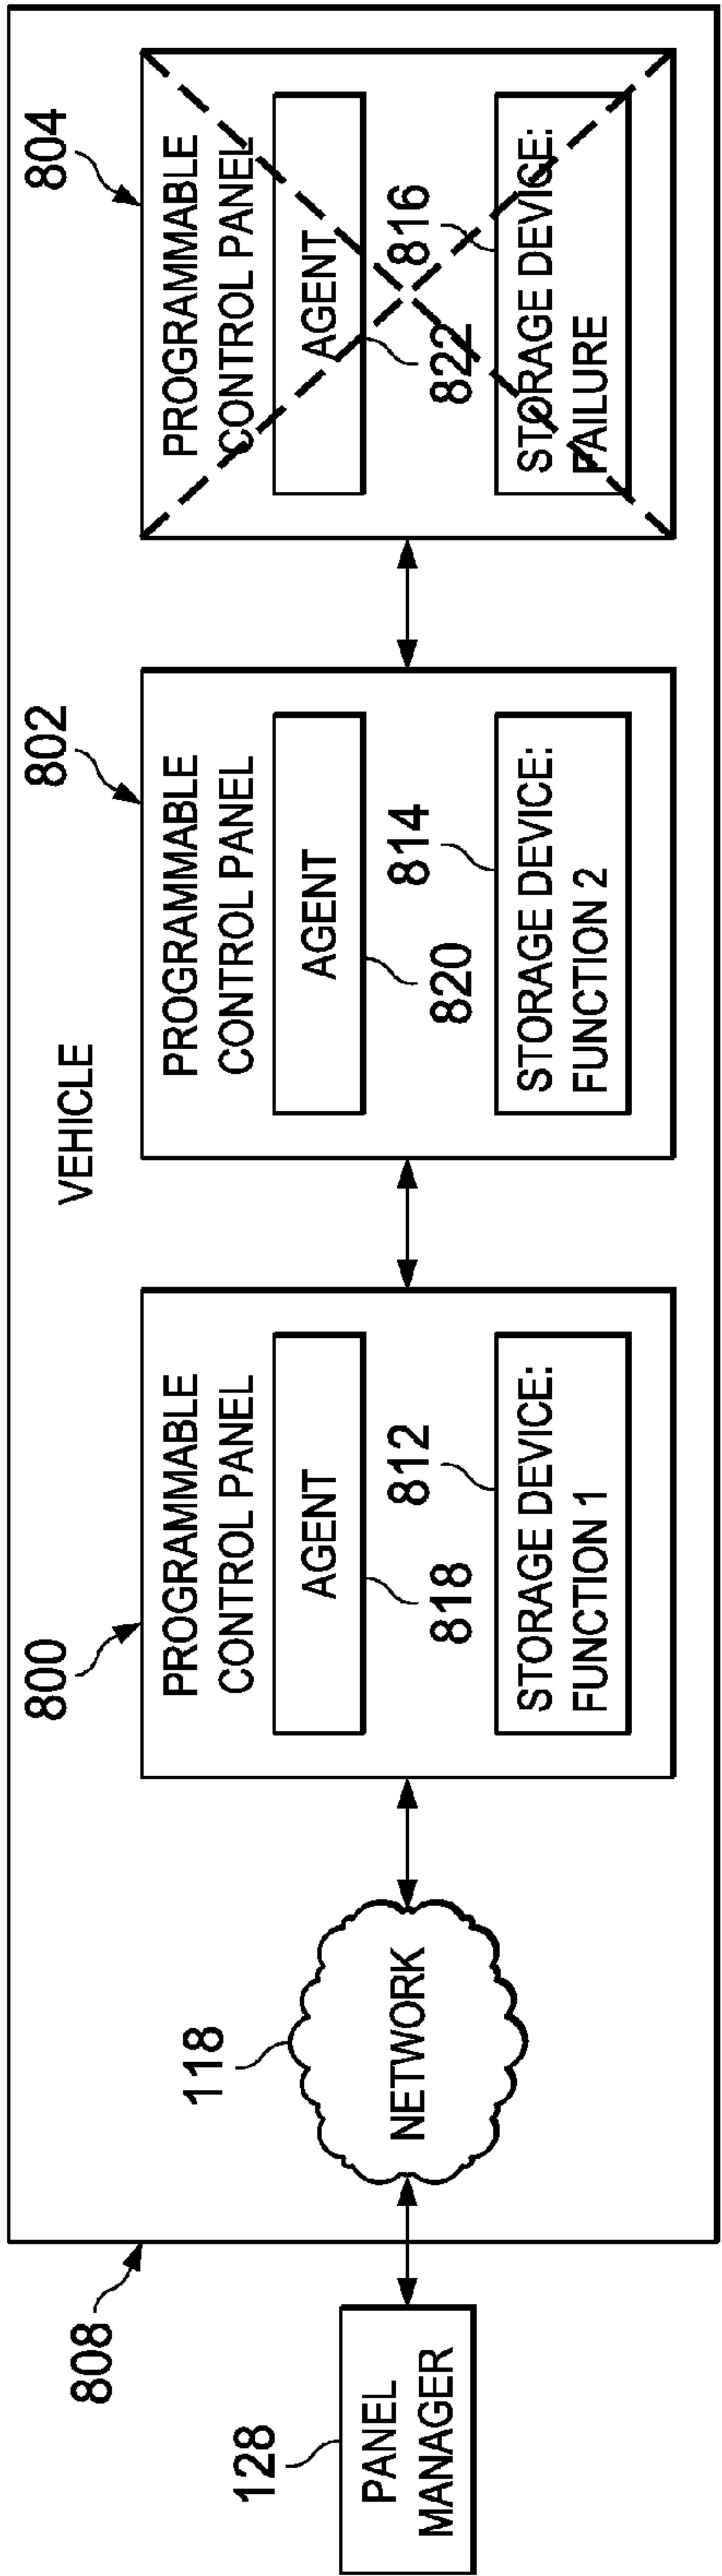 VEHICLE
808
128
PANEL
MANAGER
118
NETWORK
800
PROGRAMMABLE
CONTROL PANEL
AGENT
818
812
STORAGE DEVICE:
FUNCTION 1
802
PROGRAMMABLE
CONTROL PANEL
AGENT
820
814
STORAGE DEVICE:
FUNCTION 2
804
PROGRAMMABLE
CONTROL PANEL
AGENT
822
816
STORAGE DEVICE:
FAILURE